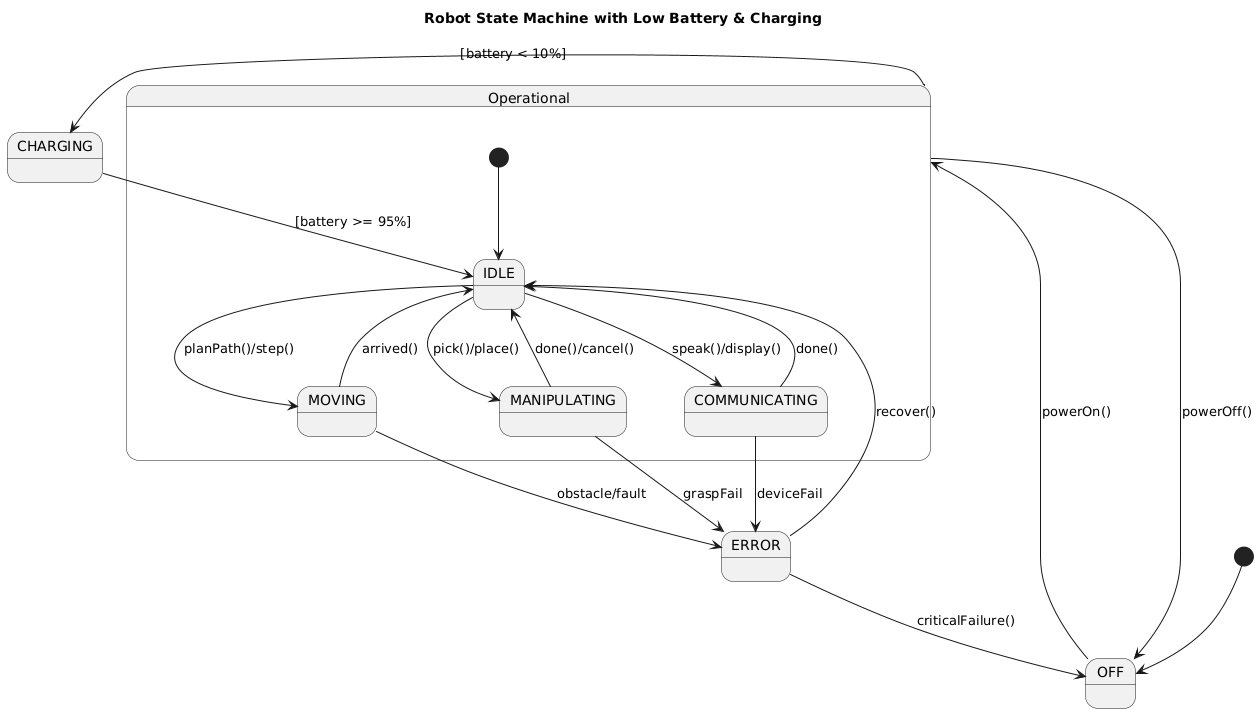 Robot State Machine with Low Battery & Charging
[battery < 10%]
Operational
CHARGING
[battery >= 95%]
IDLE
planPath()/step()
arrived()
pick()/place()
done()/cancel()
speak()/display()
done()
MOVING
MANIPULATING
COMMUNICATING
recover()
powerOn()
powerOff()
obstacle/fault
graspFail
deviceFail
ERROR
criticalFailure()
OFF